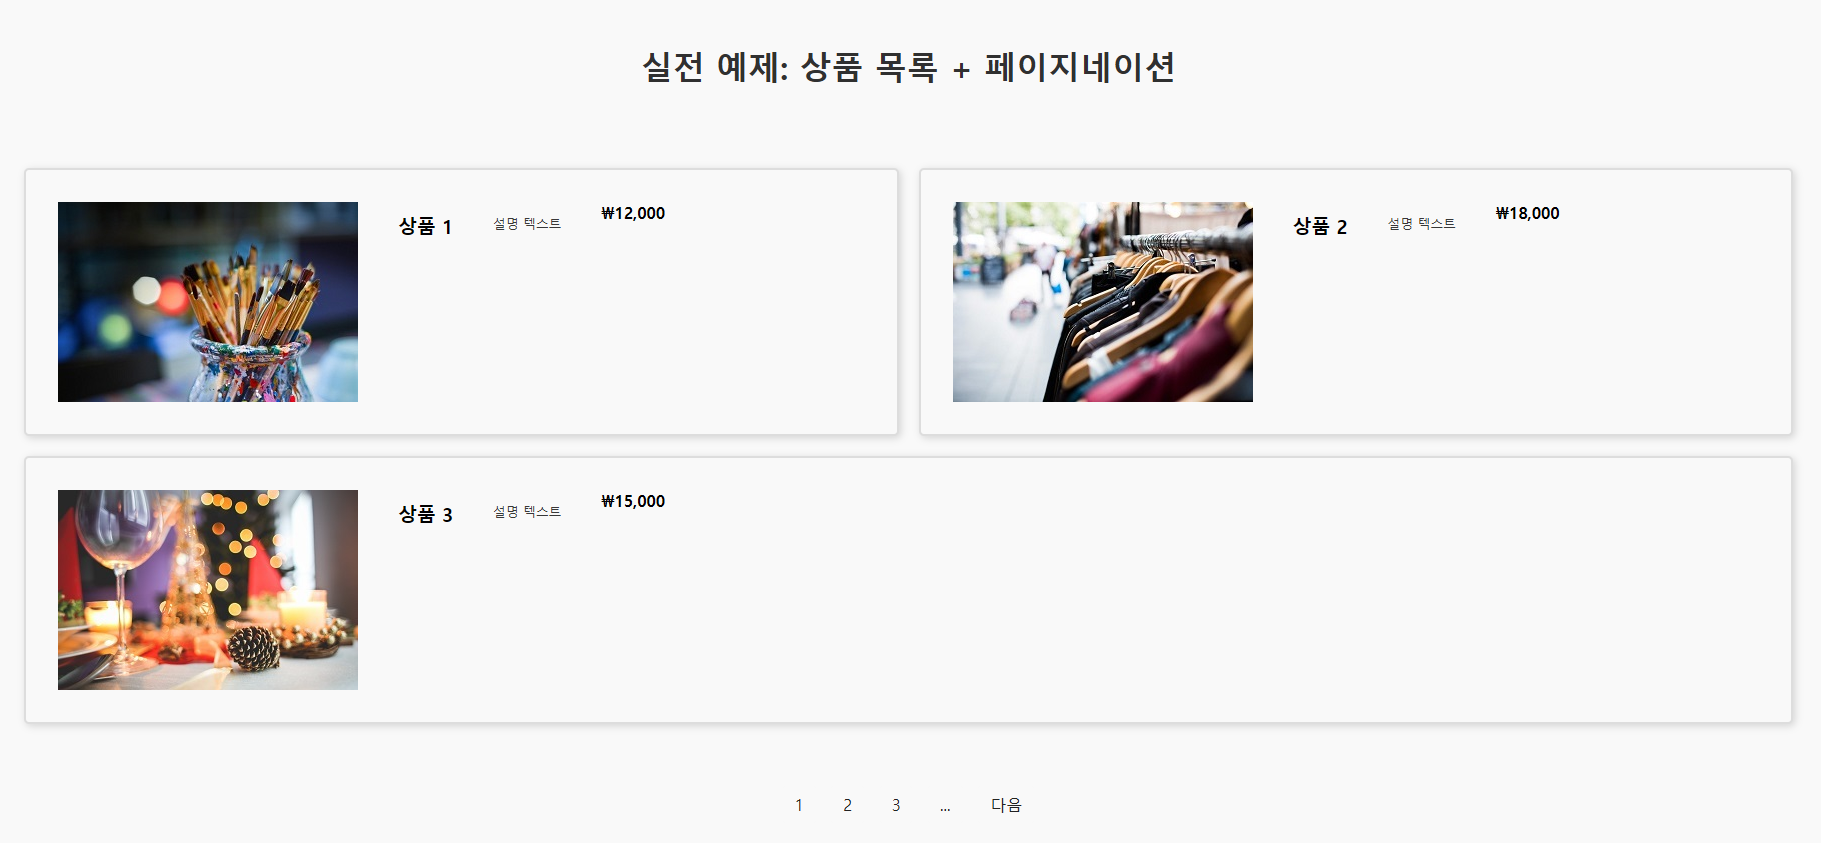 실전 예제: 상품 목록 + 페이지네이션
상품 1 설명 텍스트 ₩12,000
상품 2 설명 텍스트 ₩18,000
상품 3 설명 텍스트 ₩15,000
1 2 3 ... 다음